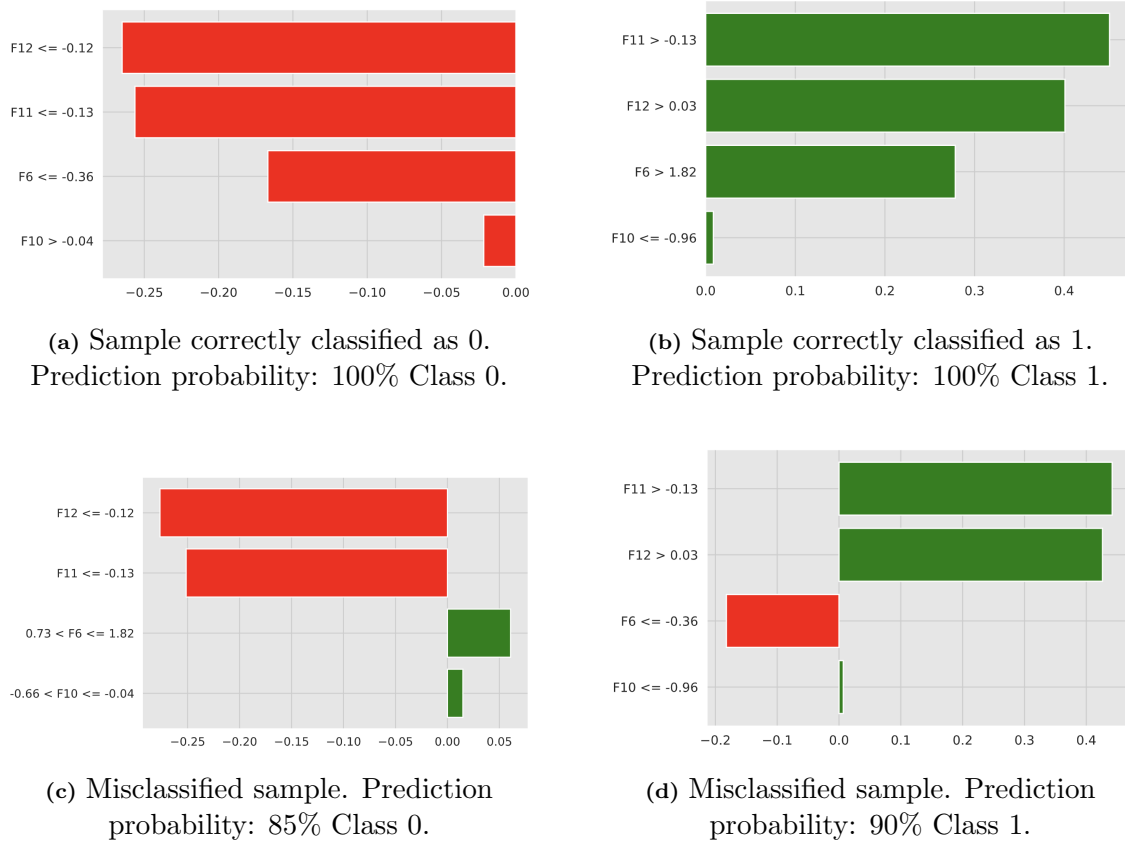 F12 <= -0.12
F11 <= -0.13
F6 <= -0.36
F10 > -0.04
−0.25 −0.20 −0.15 −0.10 −0.05 0.00
(a) Sample correctly classified as 0.
Prediction probability: 100% Class 0.
F11 > -0.13
F12 > 0.03
F6 > 1.82
F10 <= -0.96
0.0 0.1 0.2 0.3 0.4
(b) Sample correctly classified as 1.
Prediction probability: 100% Class 1.
F12 <= -0.12
F11 <= -0.13
0.73 < F6 <= 1.82
-0.66 < F10 <= -0.04
−0.25 −0.20 −0.15 −0.10 −0.05 0.00 0.05
(c) Misclassified sample. Prediction
probability: 85% Class 0.
F11 > -0.13
F12 > 0.03
F6 <= -0.36
F10 <= -0.96
−0.2 −0.1 0.0 0.1 0.2 0.3 0.4
(d) Misclassified sample. Prediction
probability: 90% Class 1.